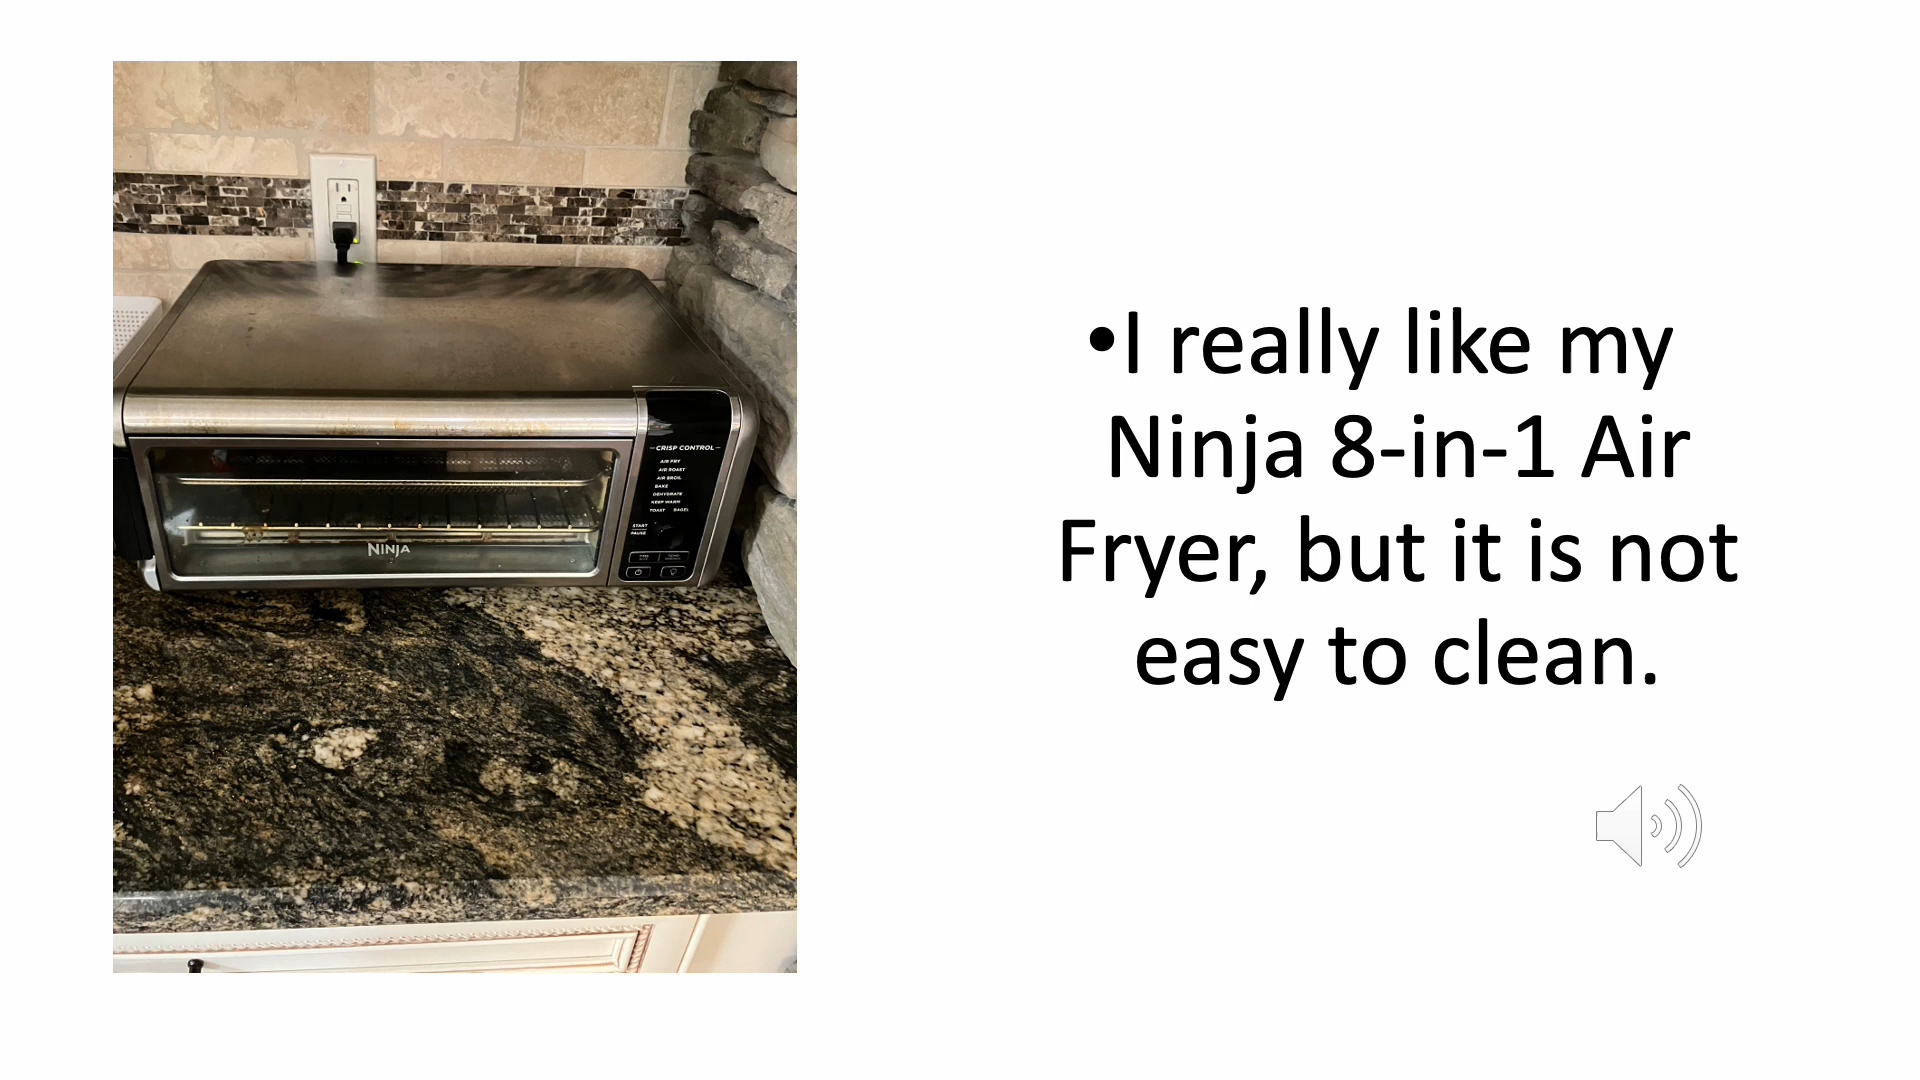 •I really like my
Ninja 8-in-1 Air
Fryer, but it is not
easy to clean.
CRISP CONTROL
AIR FRY
AIR ROAST
AIR BROIL
BAKE
DEHYDRATE
KEEP WARM
TOAST BAGEL
START
PAUSE
NINJA